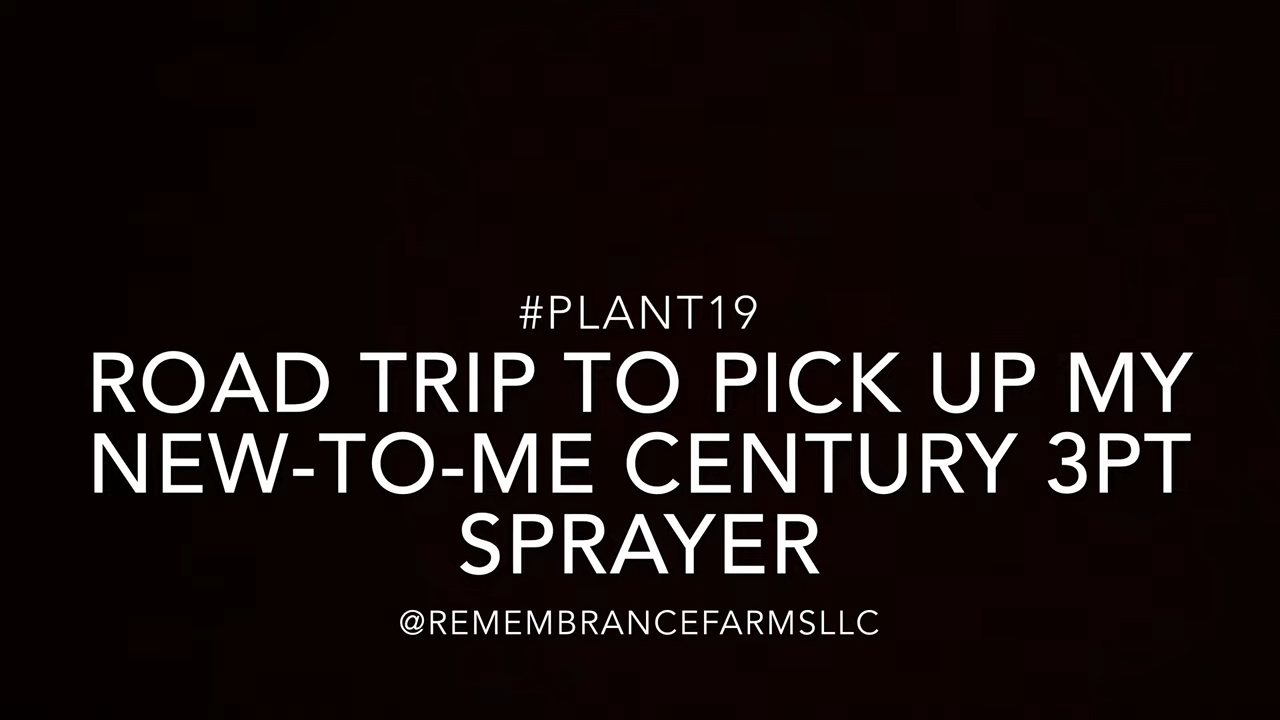 #PLANT19
ROAD TRIP TO PICK UP MY
NEW-TO-ME CENTURY 3PT
SPRAYER
@REMEMBRANCEFARMSLLC